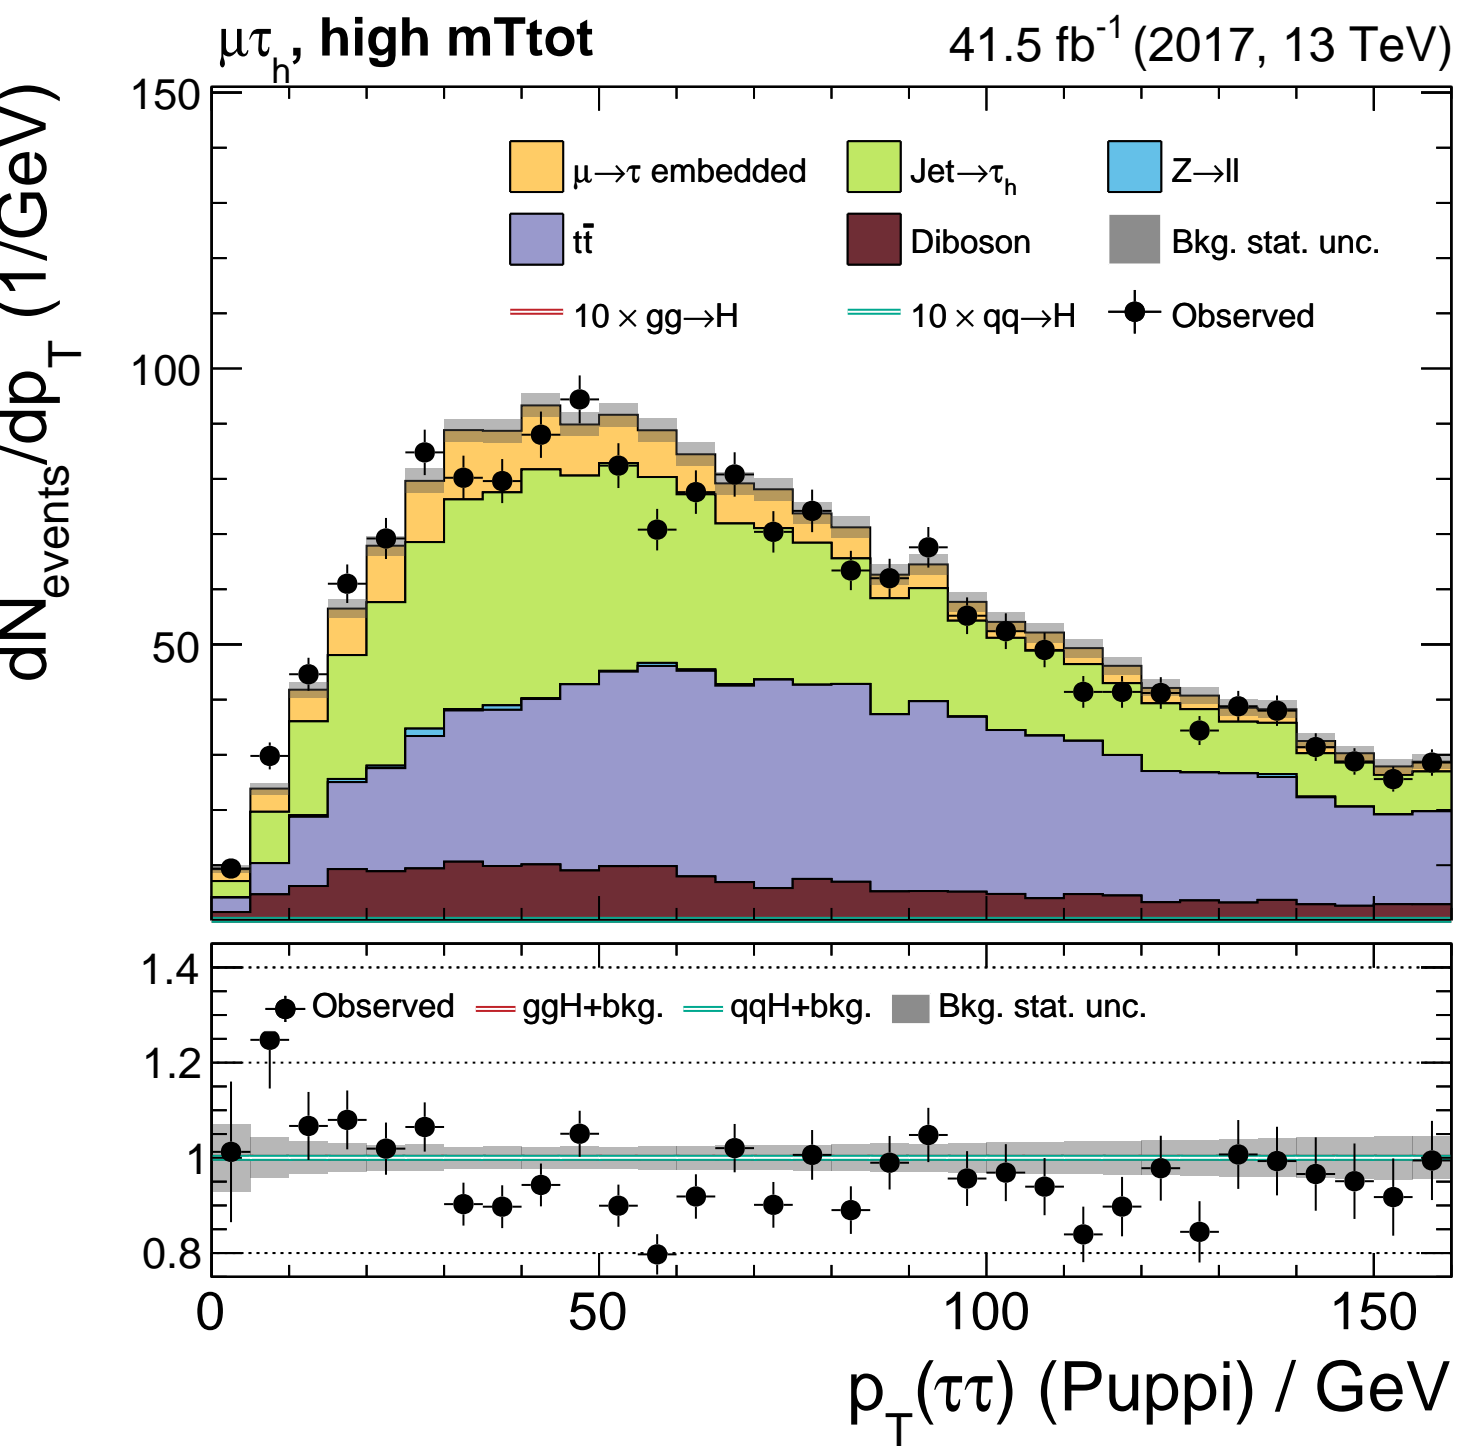 μτh, high mTtot 41.5 fb-1 (2017, 13 TeV)
dNevents/dpT (1/GeV)
150
100
50
μ→τ embedded Jet→τh Z→ll
tt̄ Diboson Bkg. stat. unc.
10 × gg→H 10 × qq→H Observed
1.4
1.2
1
0.8
Observed ggH+bkg. qqH+bkg. Bkg. stat. unc.
0 50 100 150
pT(ττ) (Puppi) / GeV